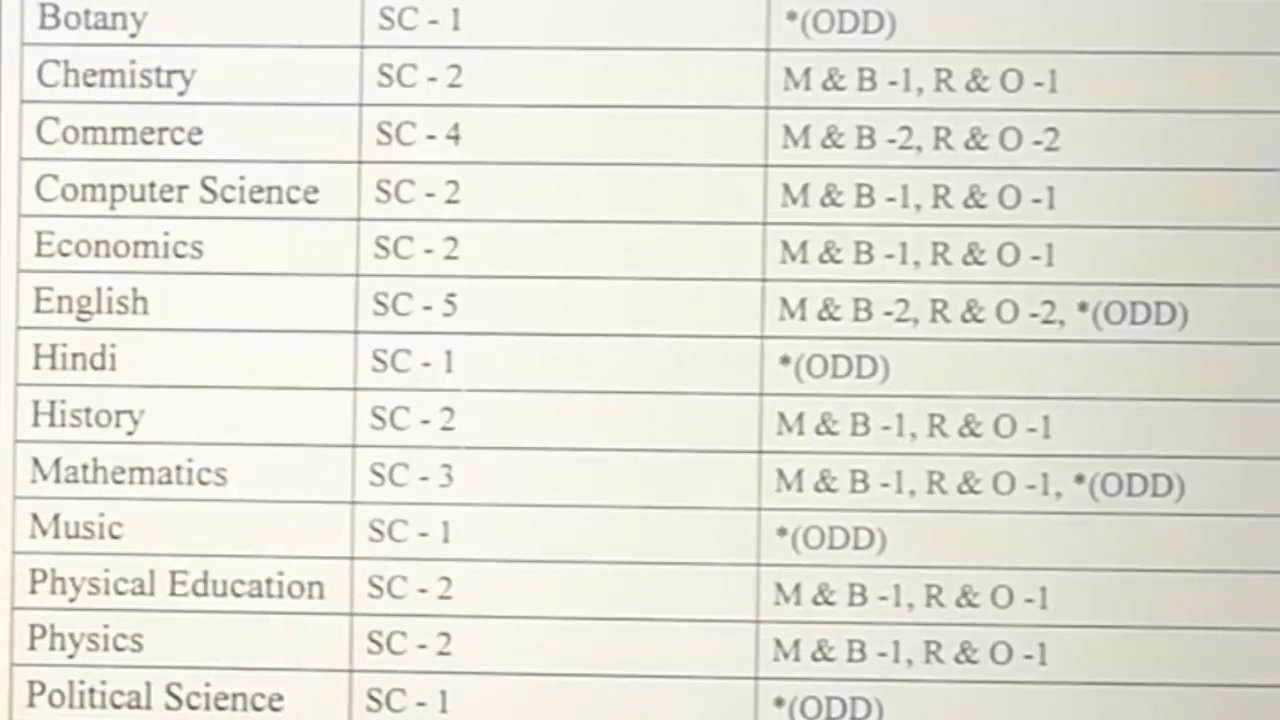 Botany SC - 1 *(ODD)
Chemistry SC - 2 M & B -1, R & O -1
Commerce SC - 4 M & B -2, R & O -2
Computer Science SC - 2 M & B -1, R & O -1
Economics SC - 2 M & B -1, R & O -1
English SC - 5 M & B -2, R & O -2, *(ODD)
Hindi SC - 1 *(ODD)
History SC - 2 M & B -1, R & O -1
Mathematics SC - 3 M & B -1, R & O -1, *(ODD)
Music SC - 1 *(ODD)
Physical Education SC - 2 M & B -1, R & O -1
Physics SC - 2 M & B -1, R & O -1
Political Science SC - 1 *(ODD)